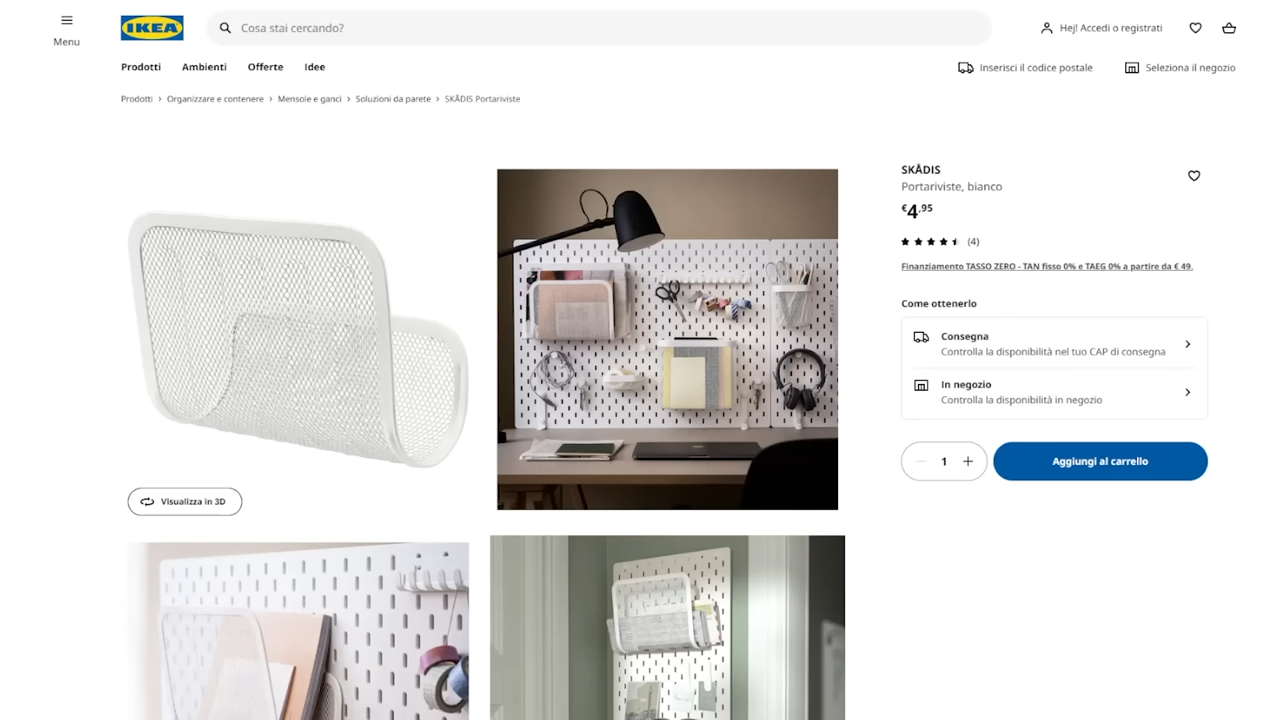 Menu
IKEA
Cosa stai cercando?
Hej! Accedi o registrati
Prodotti
Ambienti
Offerte
Idee
Inserisci il codice postale
Seleziona il negozio
Prodotti › Organizzare e contenere › Mensole e ganci › Soluzioni da parete › SKÅDIS Portariviste
SKÅDIS
Portariviste, bianco
€4,95
(4)
Finanziamento TASSO ZERO - TAN fisso 0% e TAEG 0% a partire da € 49.
Come ottenerlo
Consegna
Controlla la disponibilità nel tuo CAP di consegna
In negozio
Controlla la disponibilità in negozio
1
Aggiungi al carrello
Visualizza in 3D